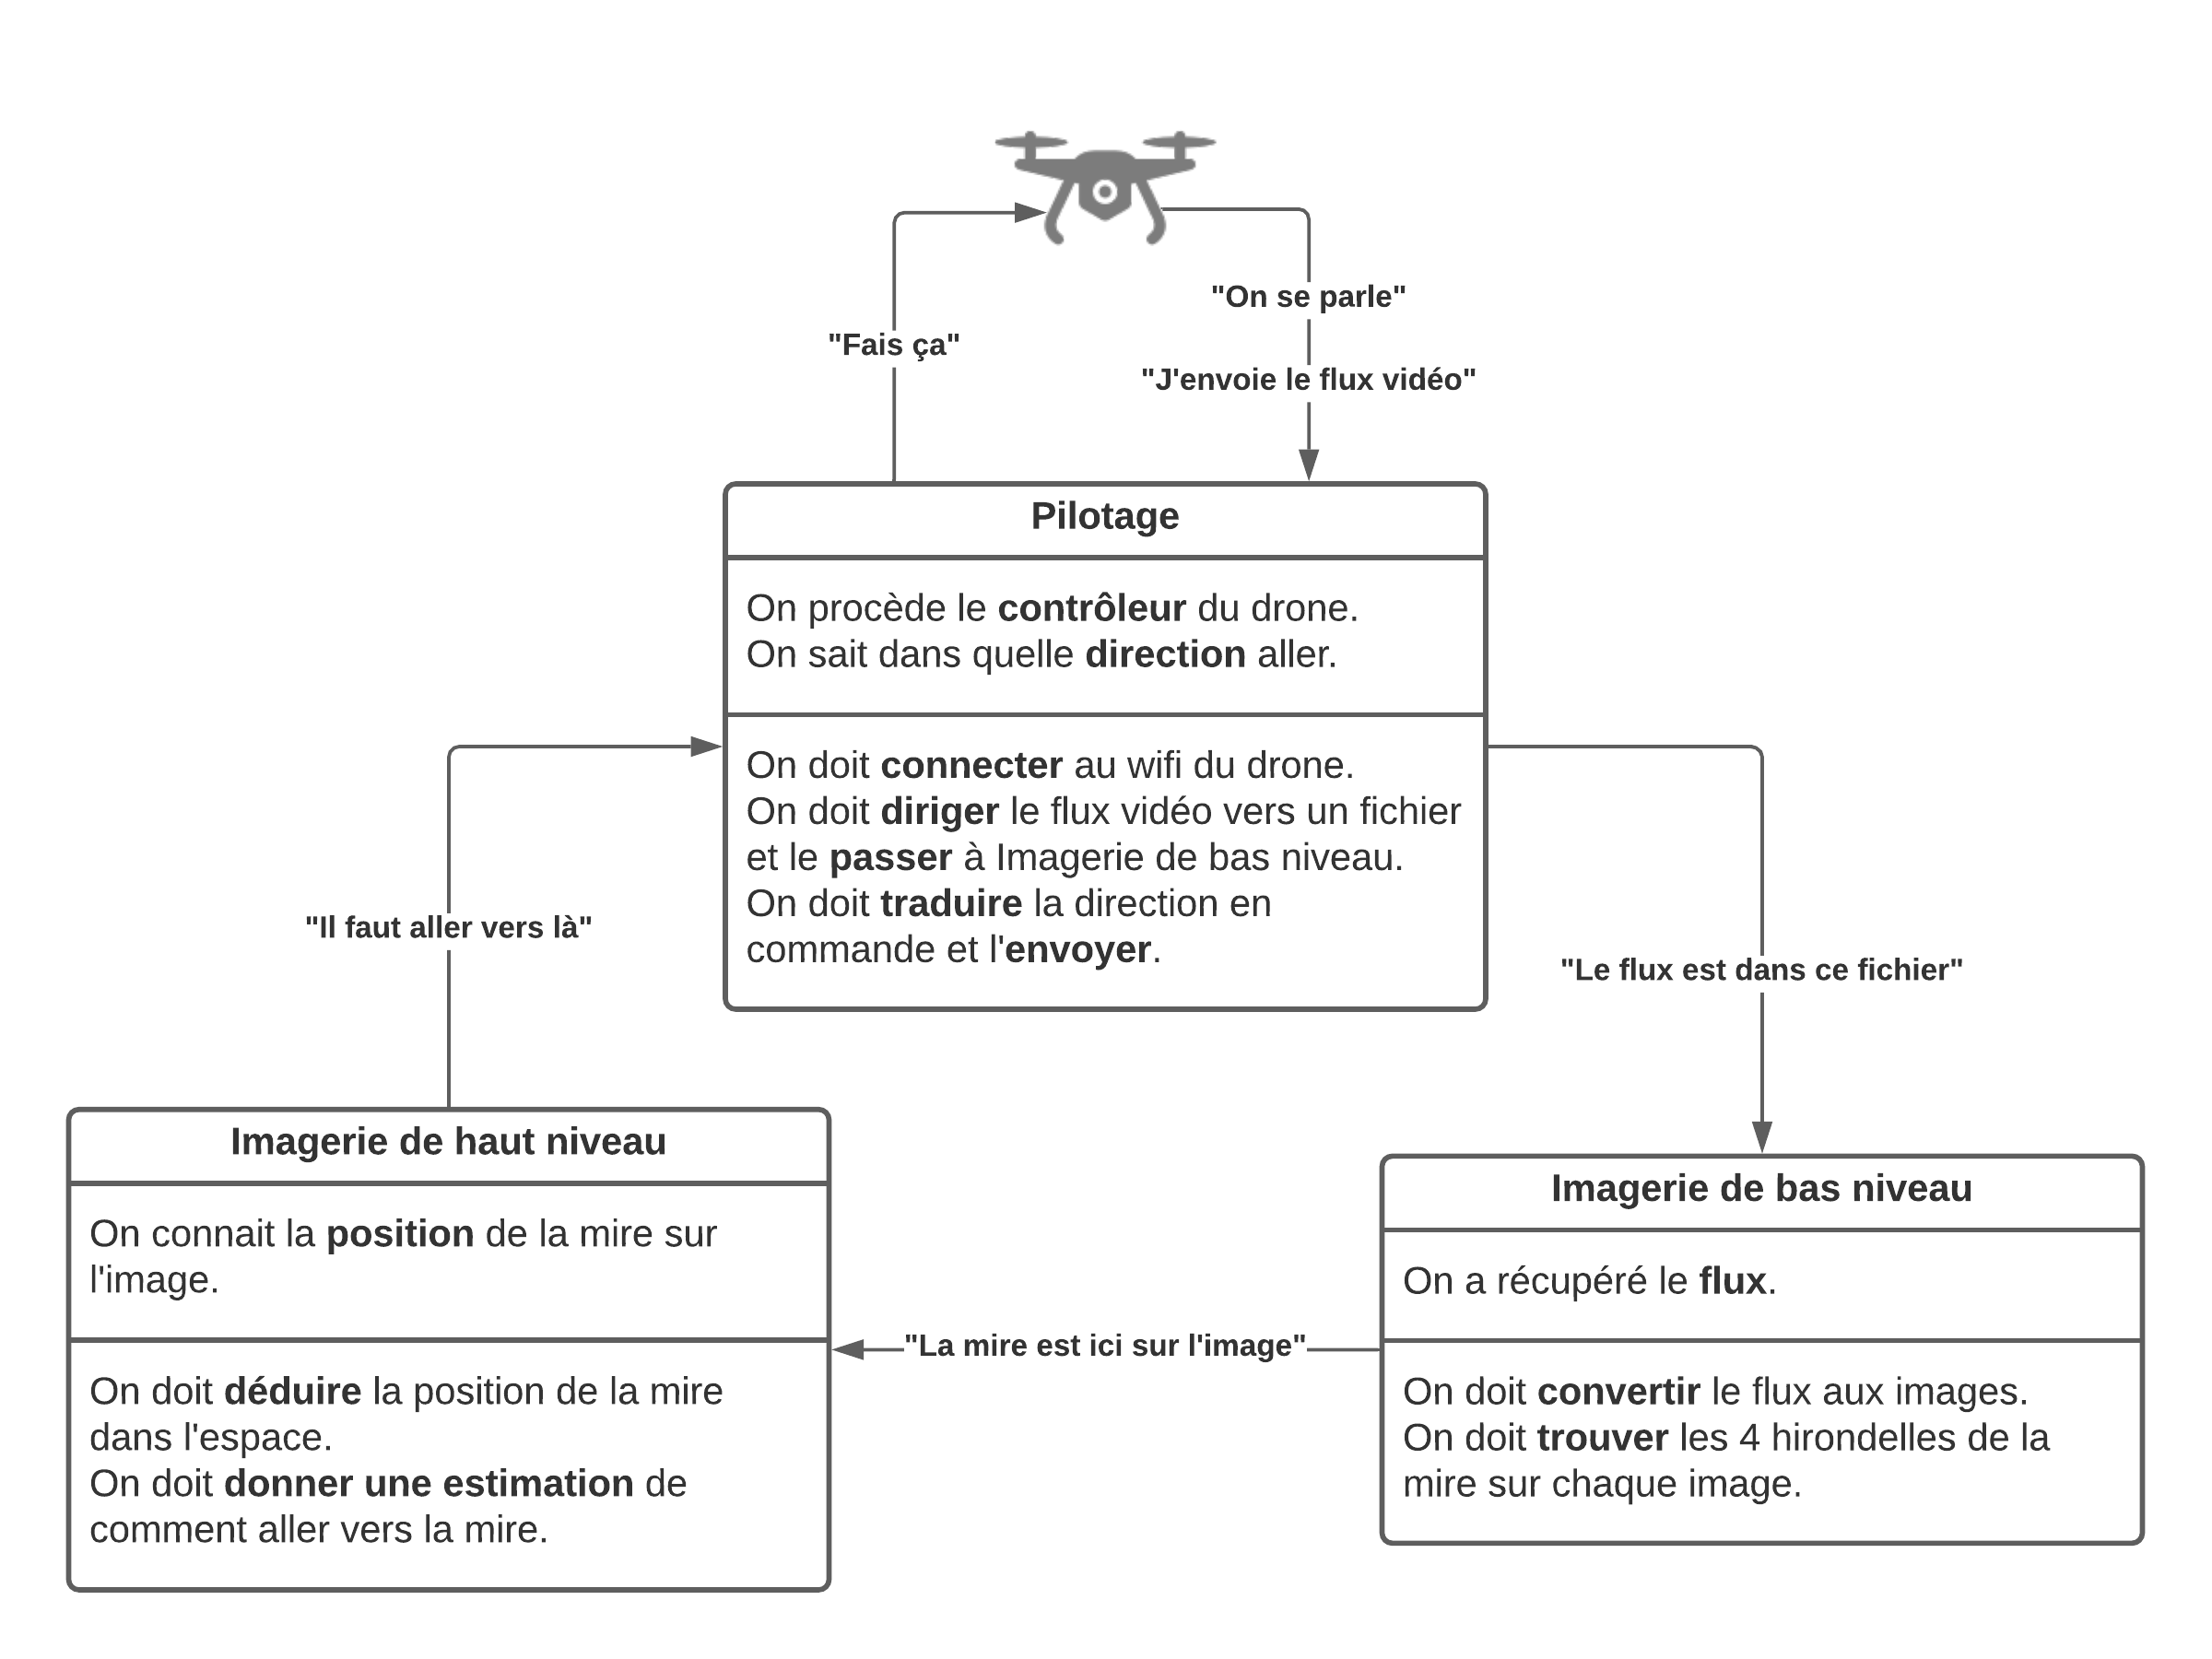 "On se parle"
"Fais ça"
"J'envoie le flux vidéo"
Pilotage
On procède le contrôleur du drone.
On sait dans quelle direction aller.
On doit connecter au wifi du drone.
On doit diriger le flux vidéo vers un fichier
et le passer à Imagerie de bas niveau.
On doit traduire la direction en
commande et l'envoyer.
"Il faut aller vers là"
"Le flux est dans ce fichier"
Imagerie de haut niveau
On connait la position de la mire sur
l'image.
On doit déduire la position de la mire
dans l'espace.
On doit donner une estimation de
comment aller vers la mire.
"La mire est ici sur l'image"
Imagerie de bas niveau
On a récupéré le flux.
On doit convertir le flux aux images.
On doit trouver les 4 hirondelles de la
mire sur chaque image.